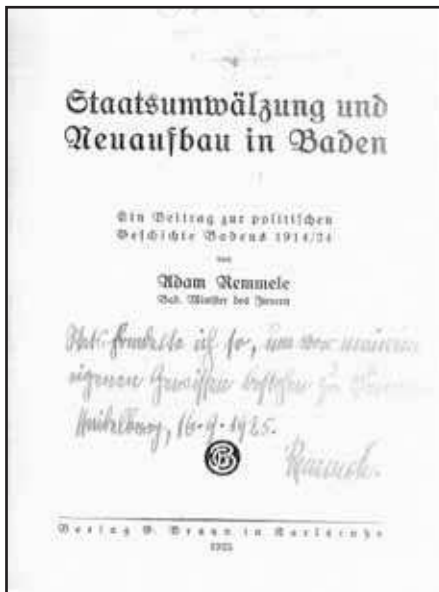 Staatsumwälzung und
Neuaufbau in Baden
Ein Beitrag zur politischen
Geschichte Badens 1914/24
von
Adam Remmele
Bad. Minister des Innern
Stets handelte ich so, um vor meinem
eigenen Gewissen bestehen zu können
Heidelberg, 16.9.1925.
Remmele.
Verlag G. Braun in Karlsruhe
1925